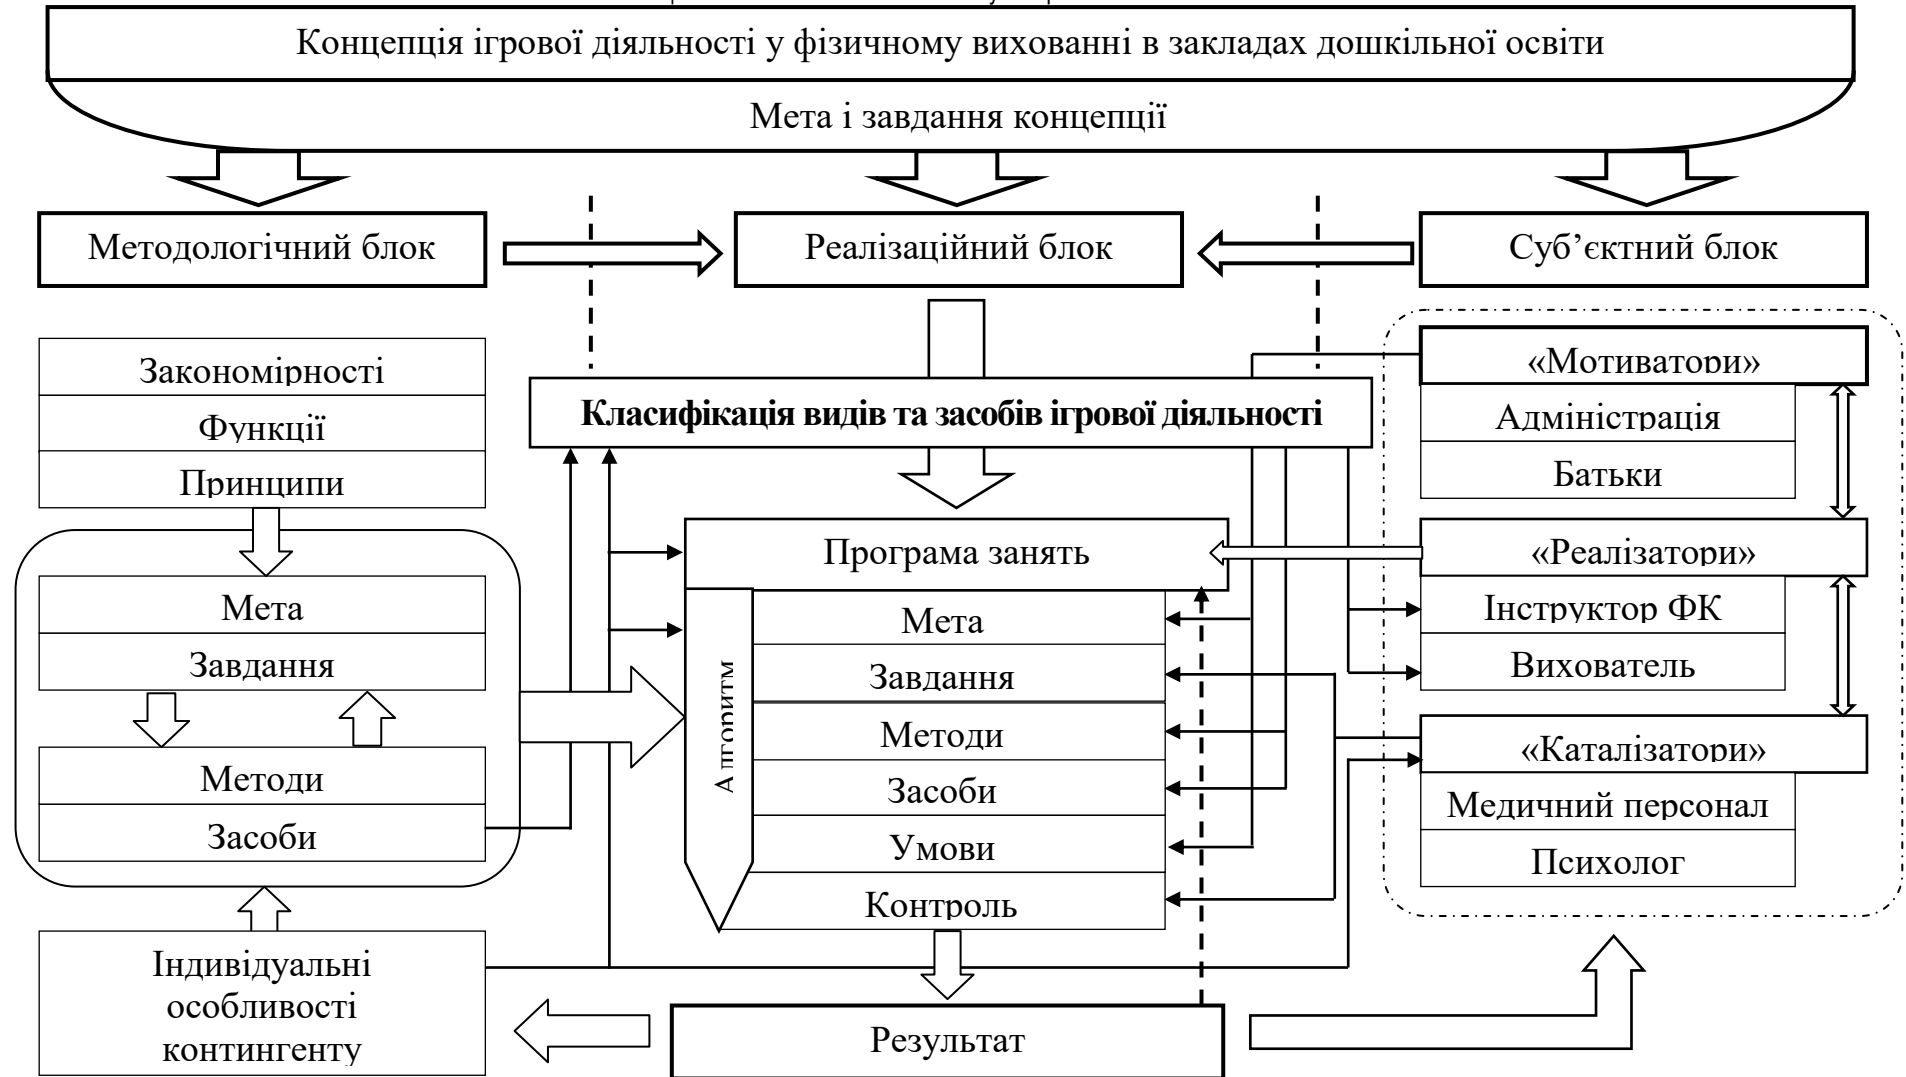 Концепція ігрової діяльності у фізичному вихованні в закладах дошкільної освіти
Мета і завдання концепції
Методологічний блок
Реалізаційний блок
Суб’єктний блок
Закономірності
Функції
Принципи
Мета
Завдання
Методи
Засоби
Індивідуальні
особливості
контингенту
Класифікація видів та засобів ігрової діяльності
Програма занять
Алгоритм
Мета
Завдання
Методи
Засоби
Умови
Контроль
Результат
«Мотиватори»
Адміністрація
Батьки
«Реалізатори»
Інструктор ФК
Вихователь
«Каталізатори»
Медичний персонал
Психолог